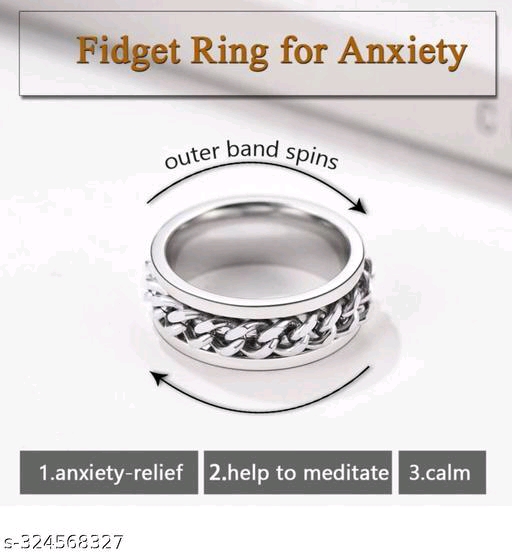 Fidget Ring for Anxiety
outer band spins
1.anxiety-relief 2.help to meditate 3.calm
s-324568327